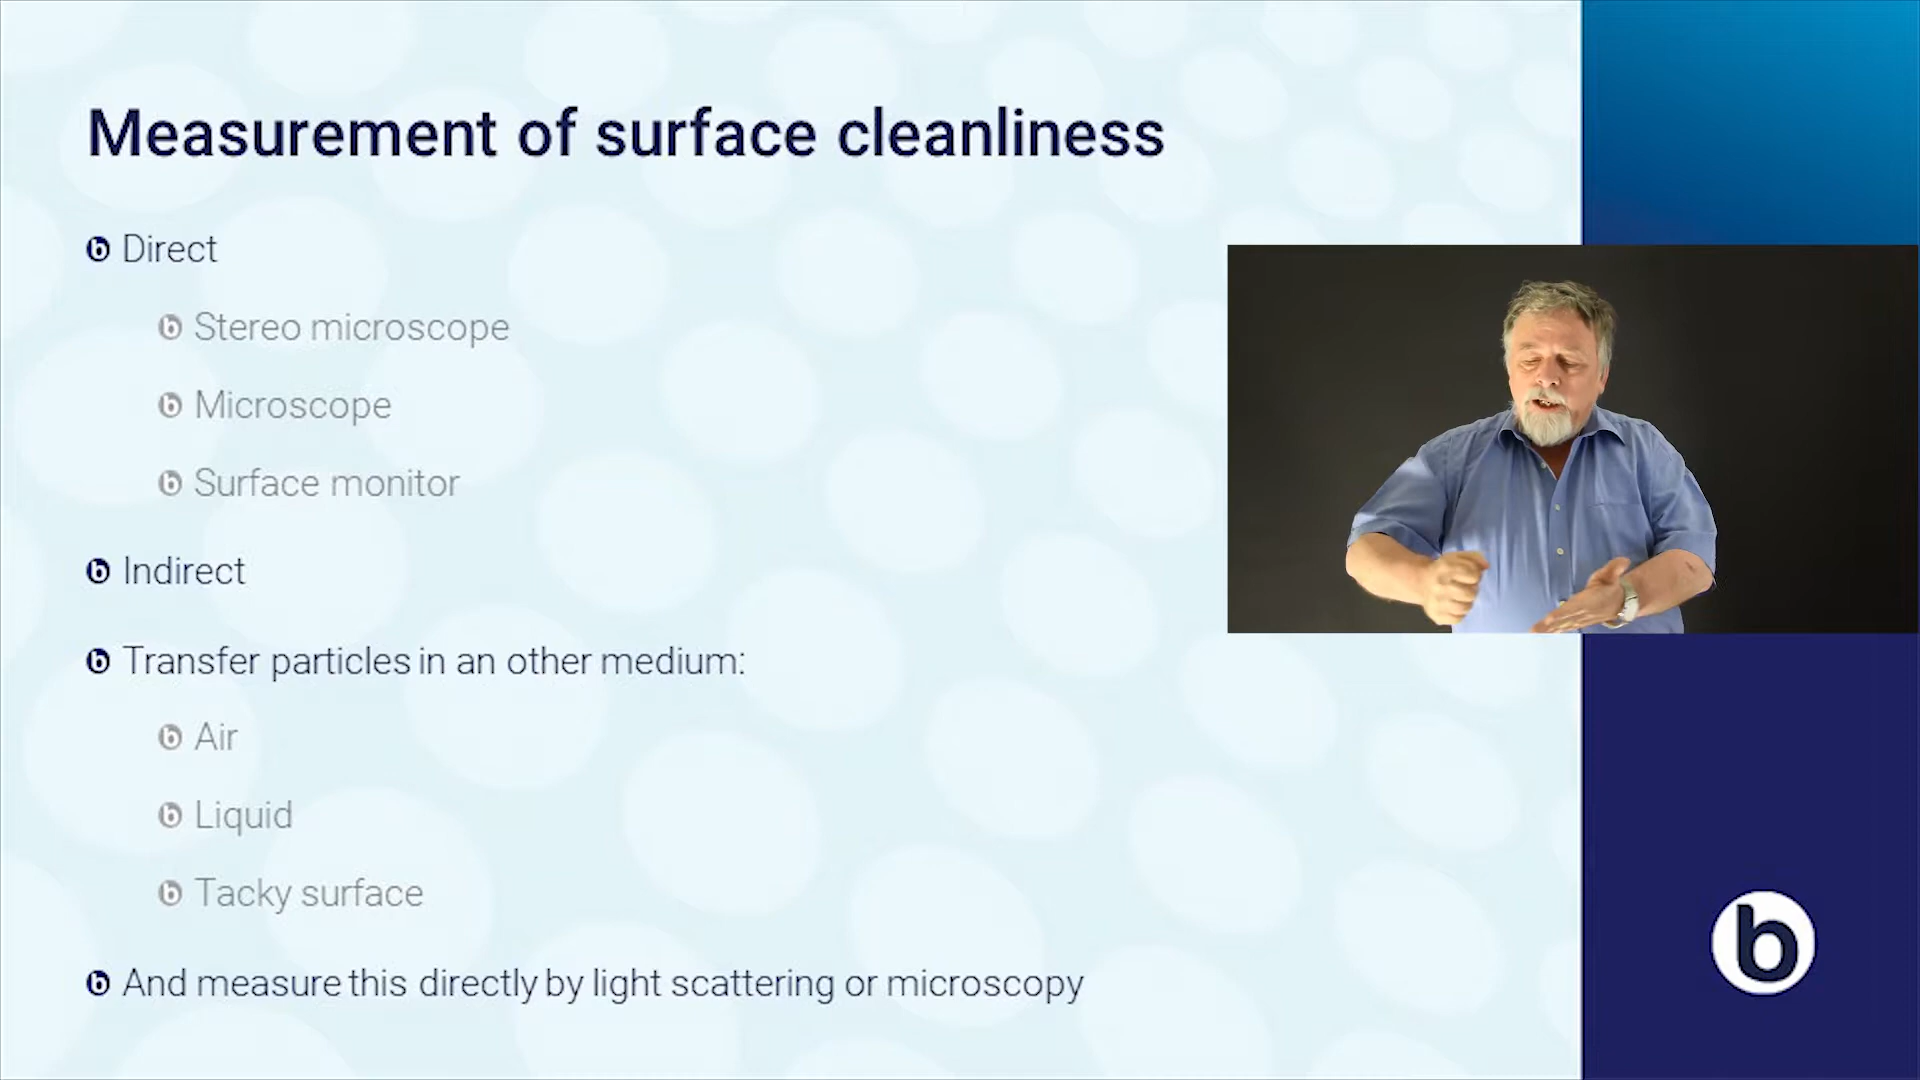 Measurement of surface cleanliness
Direct
Stereo microscope
Microscope
Surface monitor
Indirect
Transfer particles in an other medium:
Air
Liquid
Tacky surface
And measure this directly by light scattering or microscopy
b